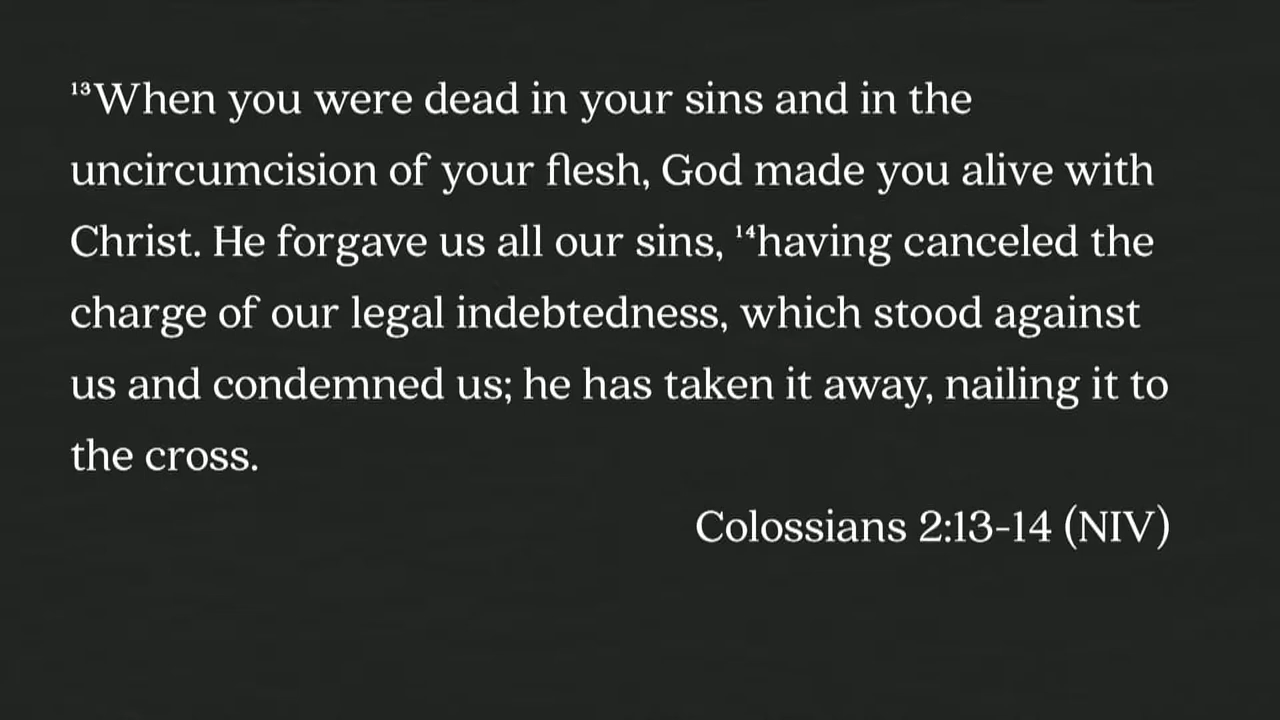 ¹³When you were dead in your sins and in the
uncircumcision of your flesh, God made you alive with
Christ. He forgave us all our sins, ¹⁴having canceled the
charge of our legal indebtedness, which stood against
us and condemned us; he has taken it away, nailing it to
the cross.
Colossians 2:13-14 (NIV)